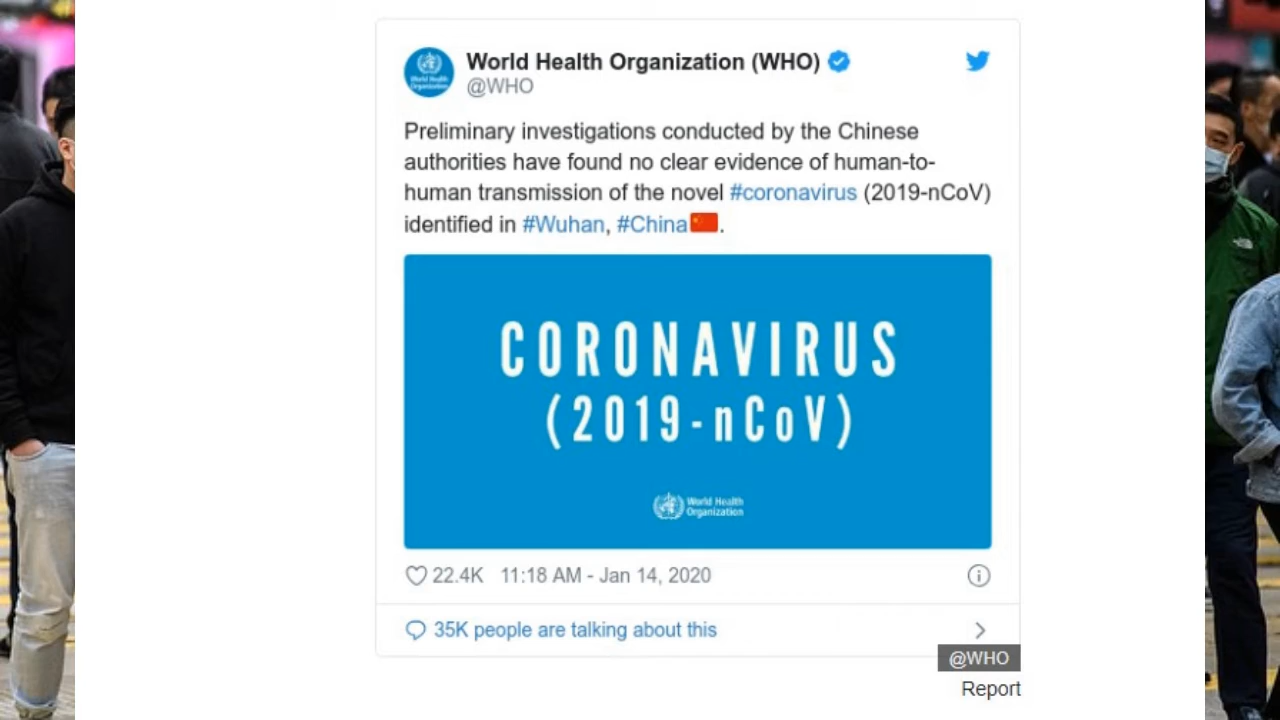 World Health Organization (WHO)
@WHO
Preliminary investigations conducted by the Chinese
authorities have found no clear evidence of human-to-
human transmission of the novel #coronavirus (2019-nCoV)
identified in #Wuhan, #China🇨🇳.
CORONAVIRUS
(2019-nCoV)
World Health
Organization
22.4K 11:18 AM - Jan 14, 2020
35K people are talking about this
@WHO
Report